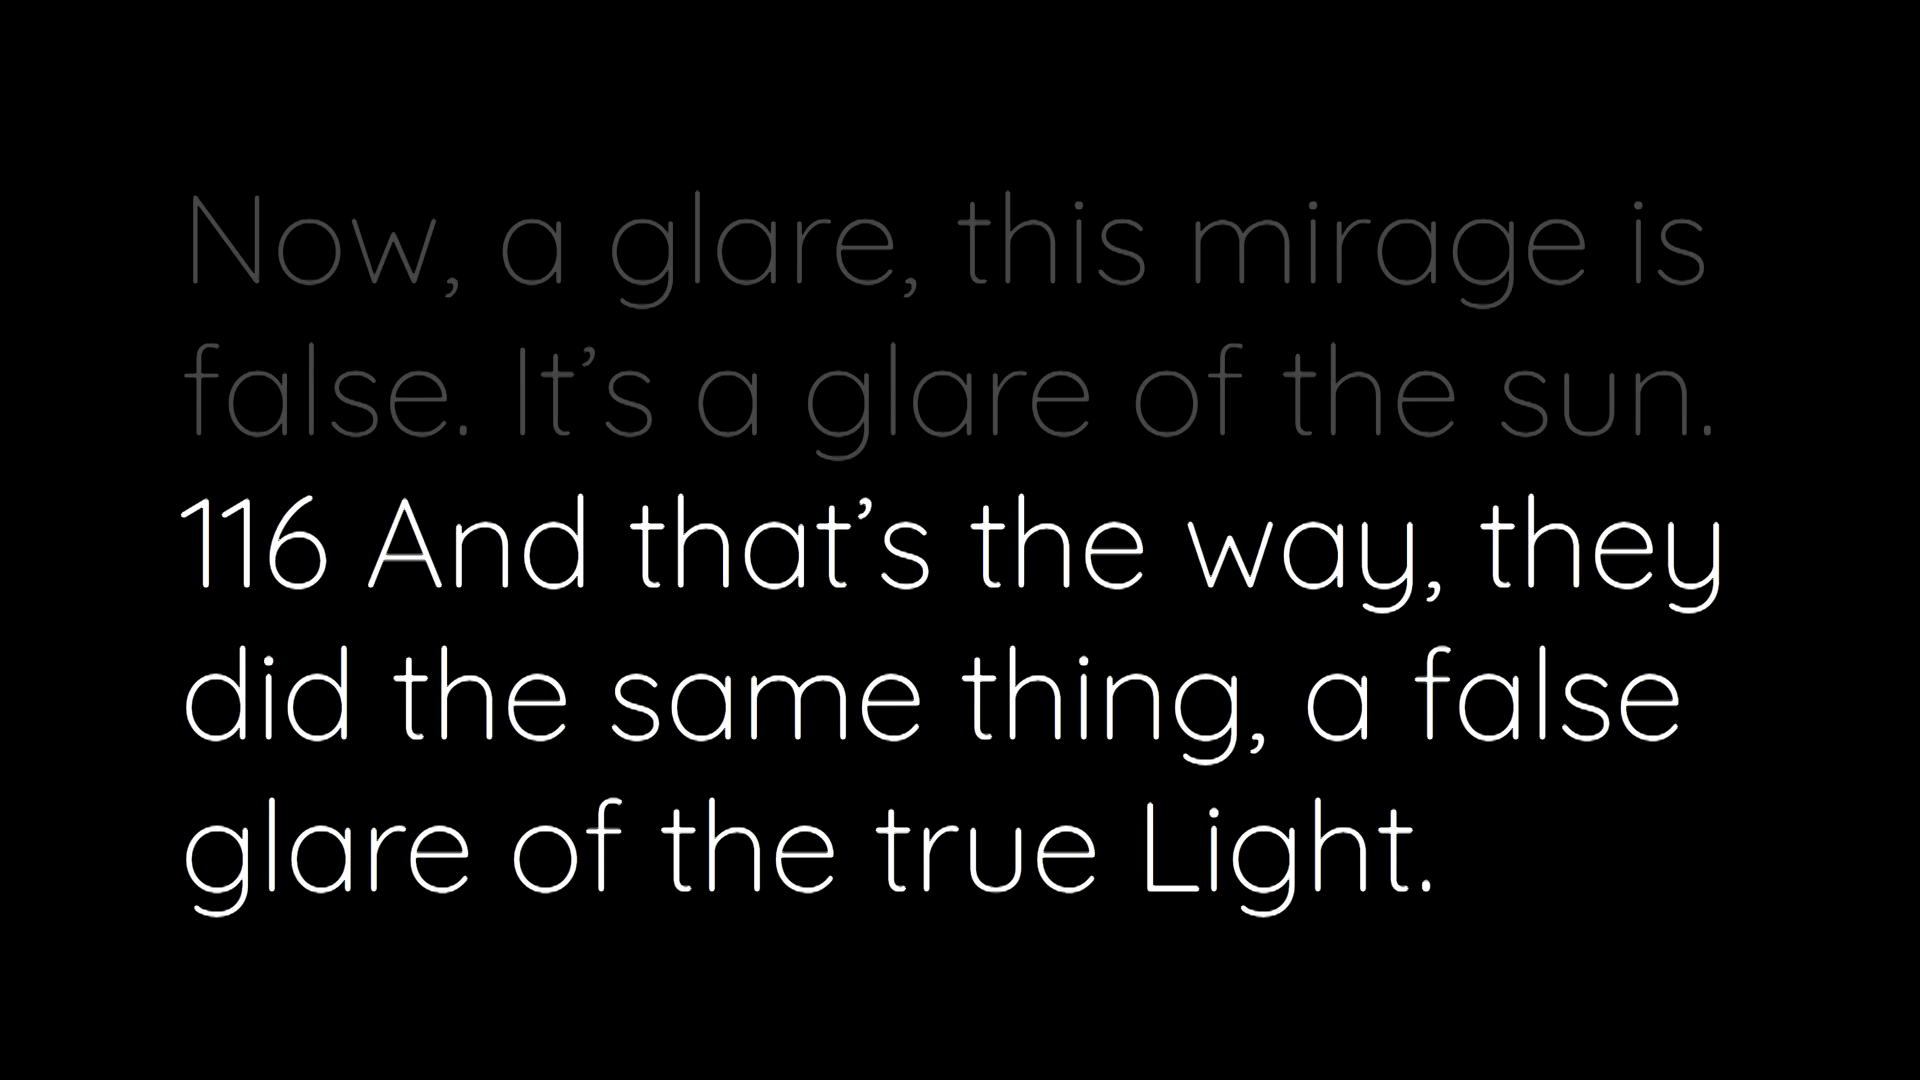 Now, a glare, this mirage is
false. It’s a glare of the sun.
116 And that’s the way, they
did the same thing, a false
glare of the true Light.